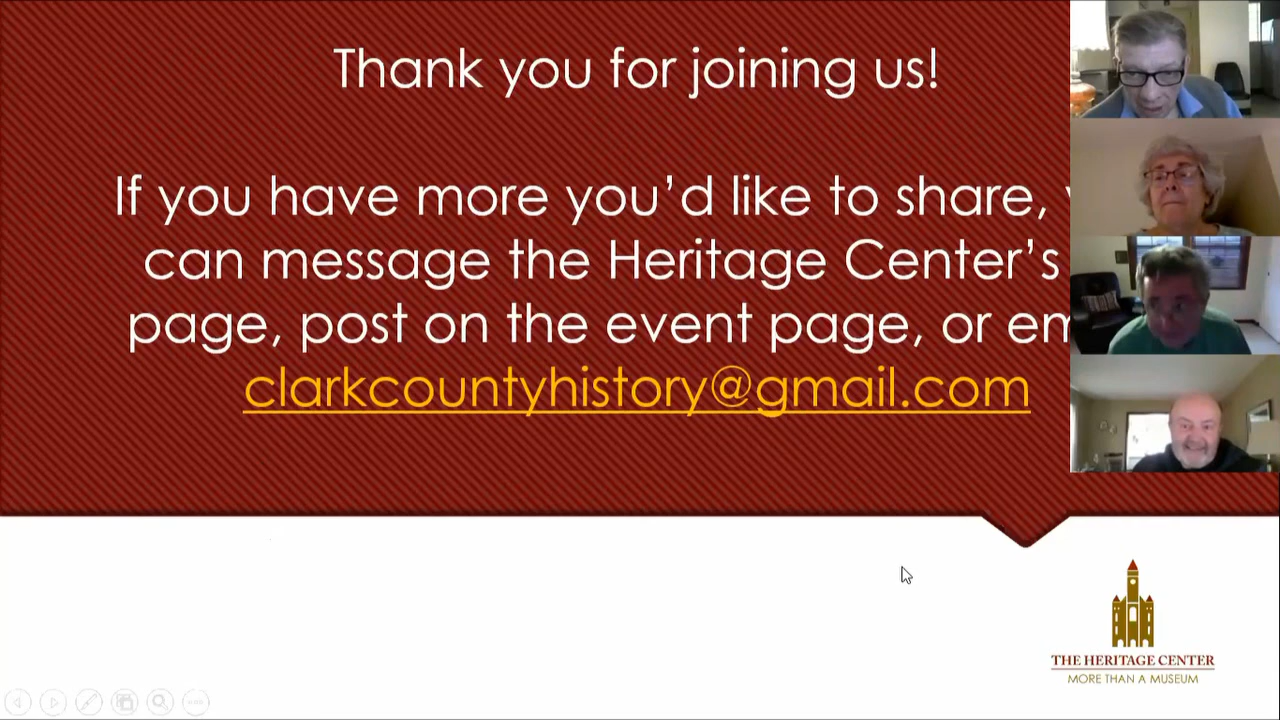 Thank you for joining us!
If you have more you’d like to share,
can message the Heritage Center’s
page, post on the event page, or
clarkcountyhistory@gmail.com
THE HERITAGE CENTER
MORE THAN A MUSEUM